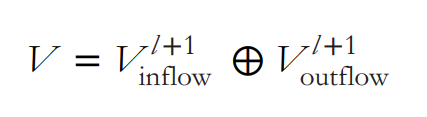 V = V_{inflow}^{l+1} ⊕ V_{outflow}^{l+1}